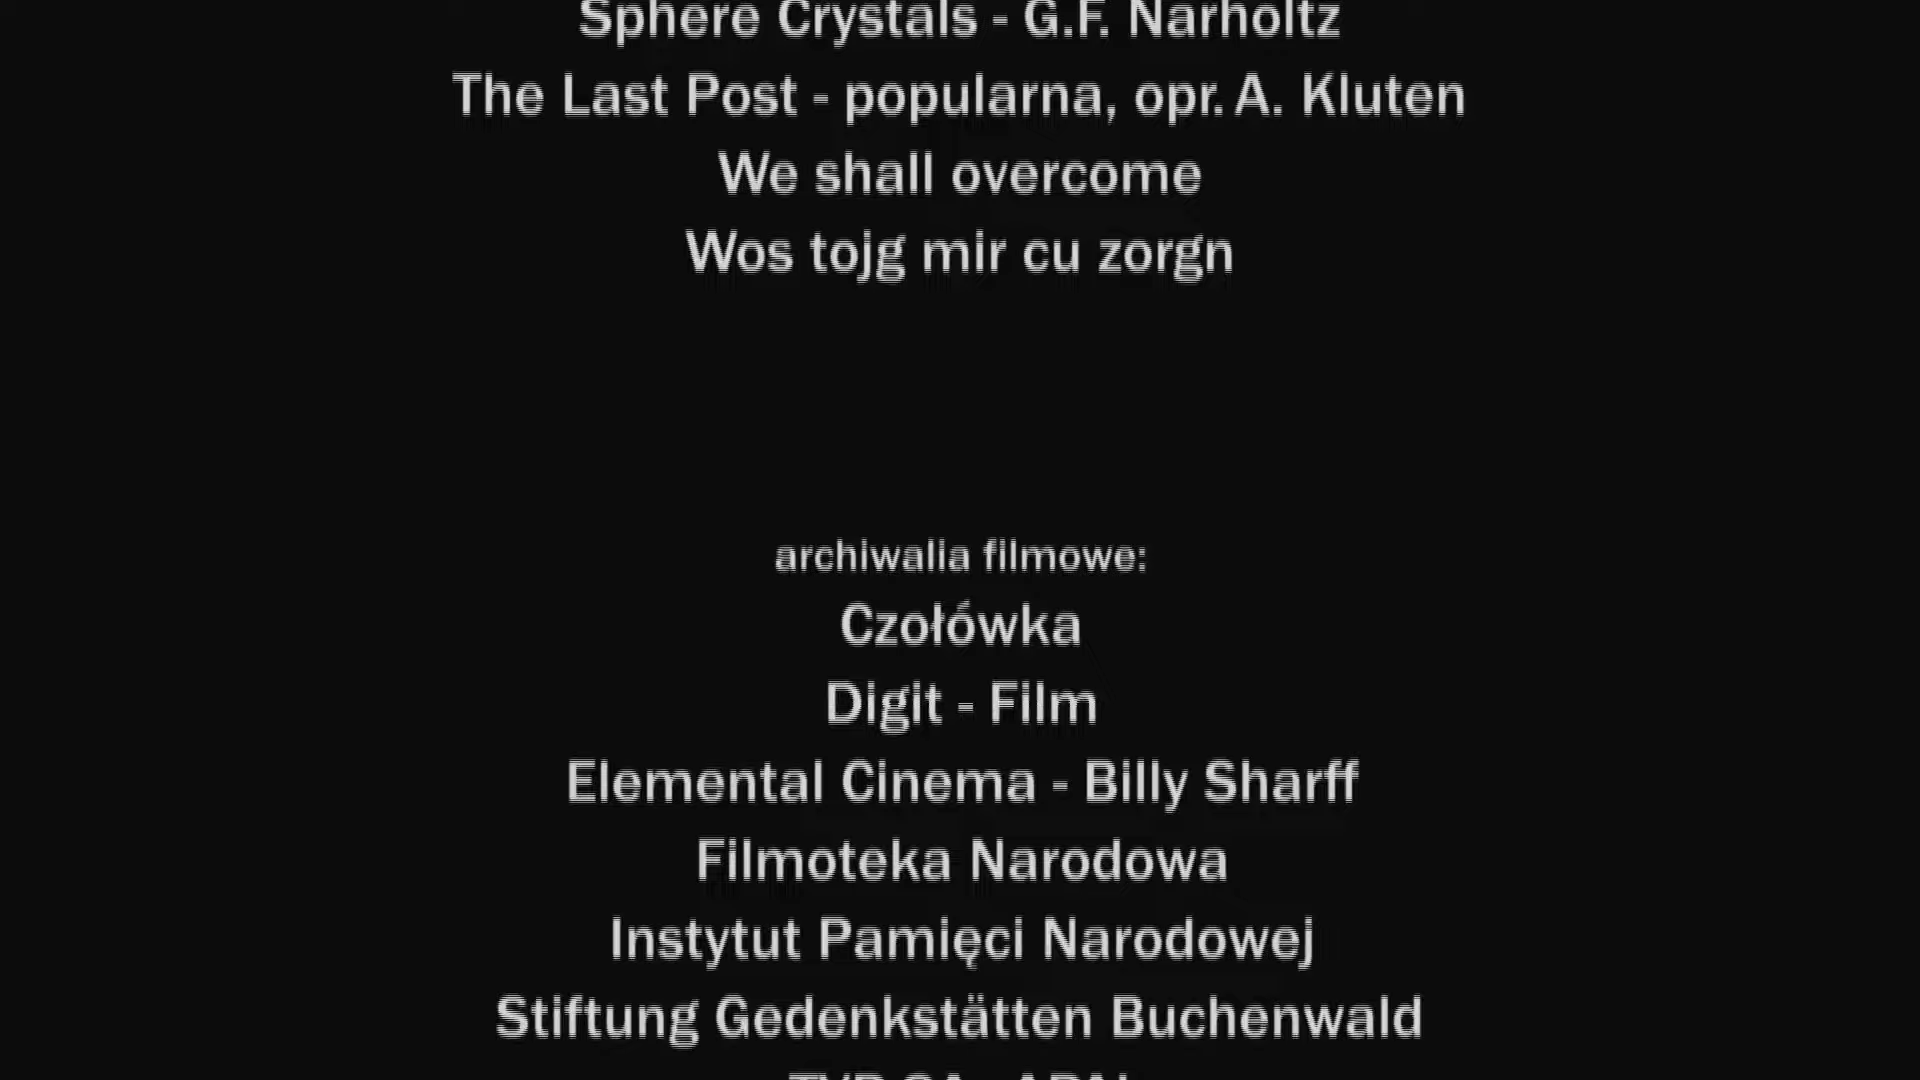 Sphere Crystals - G.F. Narholtz
The Last Post - popularna, opr. A. Kluten
We shall overcome
Wos tojg mir cu zorgn
archiwalia filmowe:
Czołówka
Digit - Film
Elemental Cinema - Billy Sharff
Filmoteka Narodowa
Instytut Pamięci Narodowej
Stiftung Gedenkstätten Buchenwald